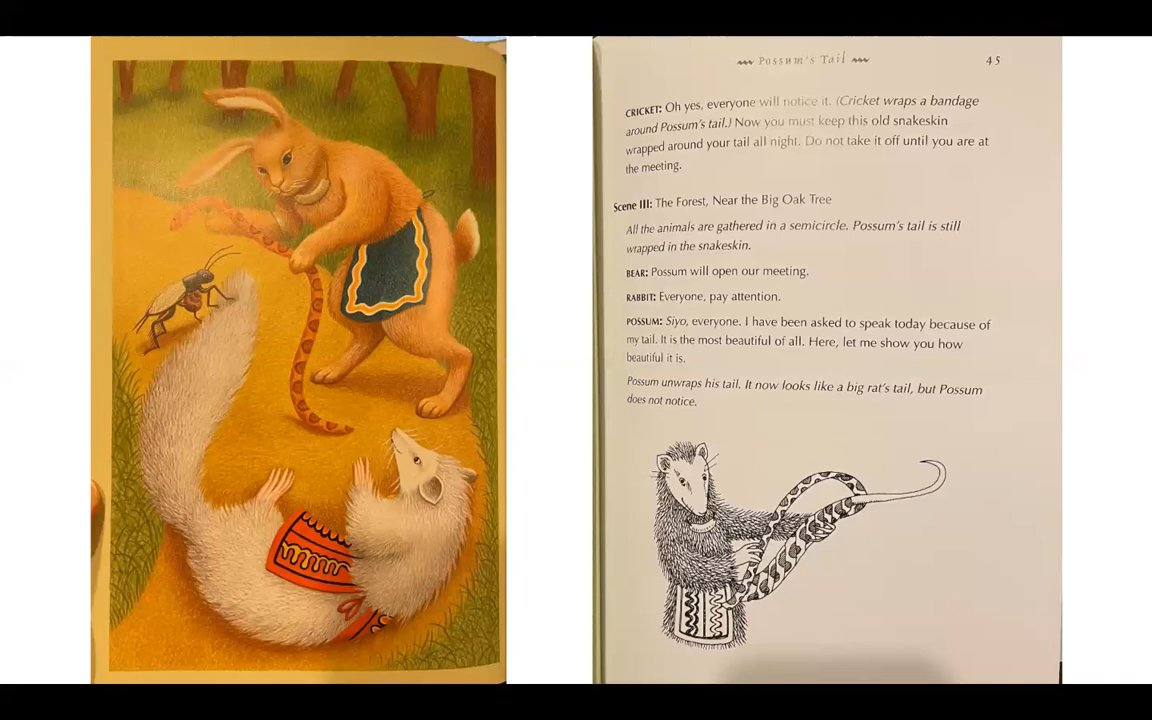 Possum's Tail
45
CRICKET: Oh yes, everyone will notice it. (Cricket wraps a bandage
around Possum's tail.) Now you must keep this old snakeskin
wrapped around your tail all night. Do not take it off until you are at
the meeting.
Scene III: The Forest, Near the Big Oak Tree
All the animals are gathered in a semicircle. Possum's tail is still
wrapped in the snakeskin.
BEAR: Possum will open our meeting.
RABBIT: Everyone, pay attention.
POSSUM: Siyo, everyone. I have been asked to speak today because of
my tail. It is the most beautiful of all. Here, let me show you how
beautiful it is.
Possum unwraps his tail. It now looks like a big rat's tail, but Possum
does not notice.